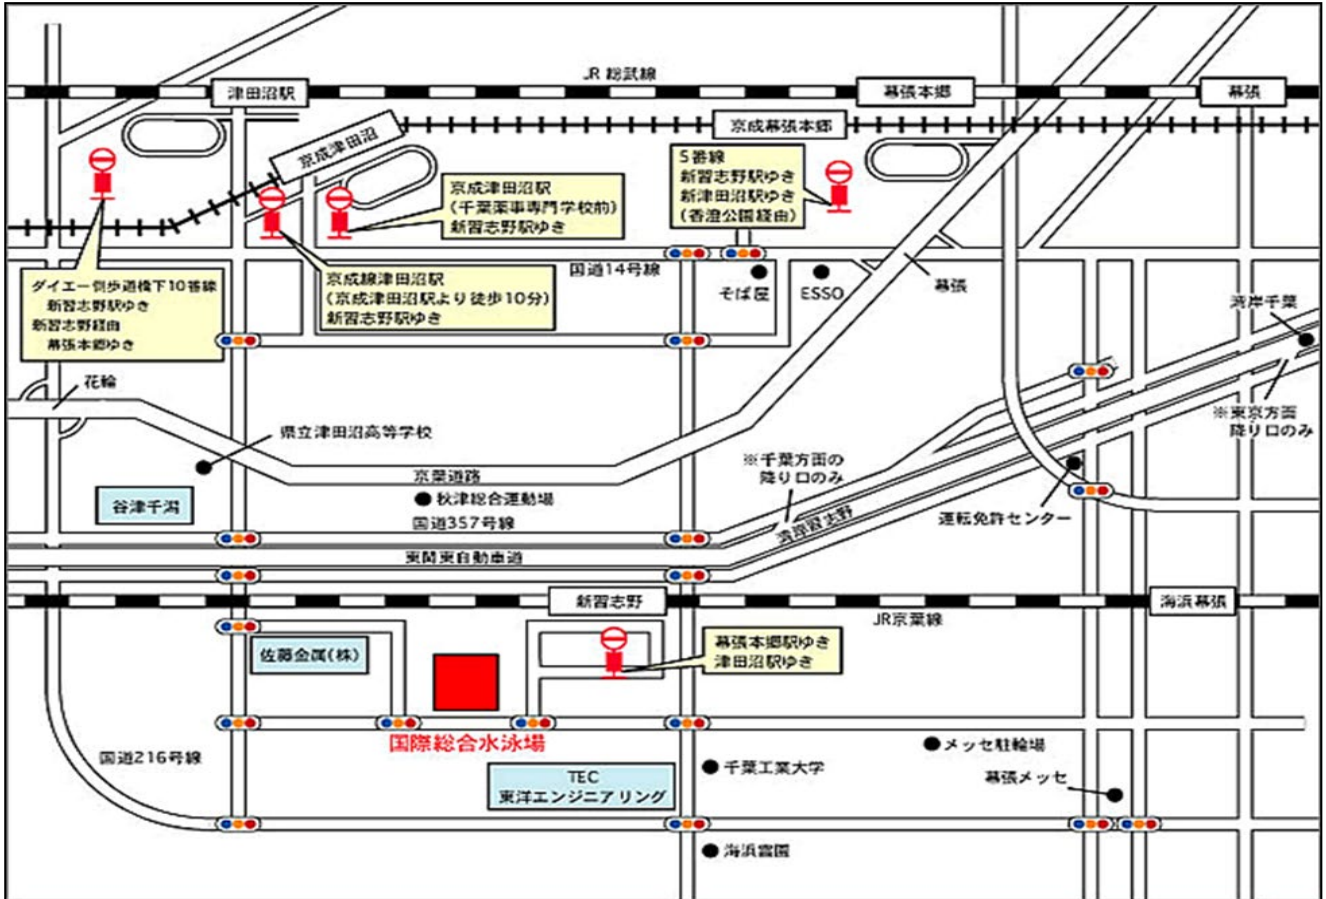 JR 総武線
津田沼駅
幕張本郷
幕張
京成津田沼
京成幕張本郷
5番線
新習志野駅ゆき
新津田沼駅ゆき
(香澄公園経由)
京成津田沼駅
(千葉薬事専門学校前)
新習志野駅ゆき
国道14号線
京成線津田沼駅
(京成津田沼駅より徒歩10分)
新習志野駅ゆき
ダイエー側歩道橋下10番線
新習志野駅ゆき
新習志野経由
幕張本郷ゆき
そば屋
ESSO
幕張
湾岸千葉
花輪
県立津田沼高等学校
※東京方面
降り口のみ
京葉道路
※千葉方面の
降り口のみ
谷津干潟
秋津総合運動場
国道357号線
湾岸習志野
運転免許センター
東関東自動車道
新習志野
海浜幕張
JR京葉線
佐藤金属(株)
幕張本郷駅ゆき
津田沼駅ゆき
国際総合水泳場
国道216号線
メッセ駐輪場
千葉工業大学
幕張メッセ
TEC
東洋エンジニアリング
海浜霊園